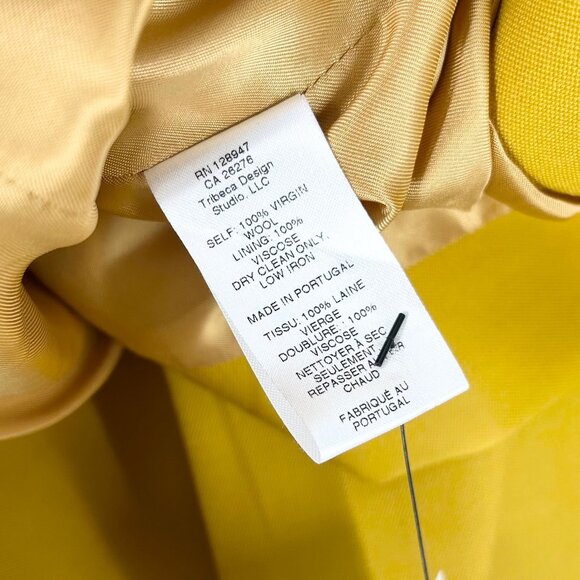 RN 128947
CA 26276
Tribeca Design
Studio, LLC
SELF: 100% VIRGIN
WOOL
LINING: 100%
VISCOSE
DRY CLEAN ONLY.
LOW IRON
MADE IN PORTUGAL
TISSU: 100% LAINE
VIERGE
DOUBLURE: 100%
VISCOSE
NETTOYER À SEC
SEULEMENT
REPASSER
CHAUD
FABRIQUÉ AU
PORTUGAL